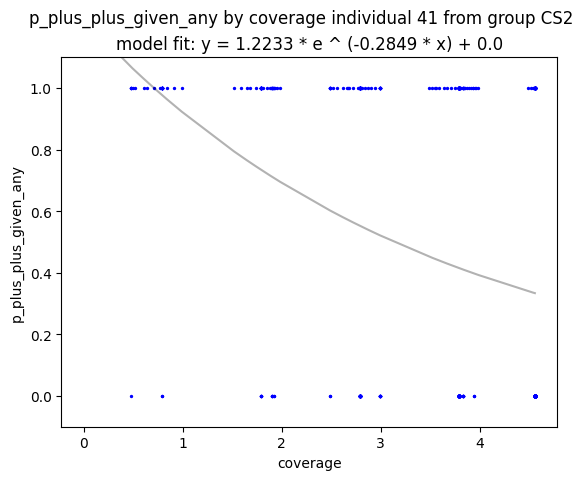 p_plus_plus_given_any by coverage individual 41 from group CS2
model fit: y = 1.2233 * e ^ (-0.2849 * x) + 0.0
1.0
0.8
0.6
0.4
0.2
0.0
p_plus_plus_given_any
0
1
2
3
4
coverage